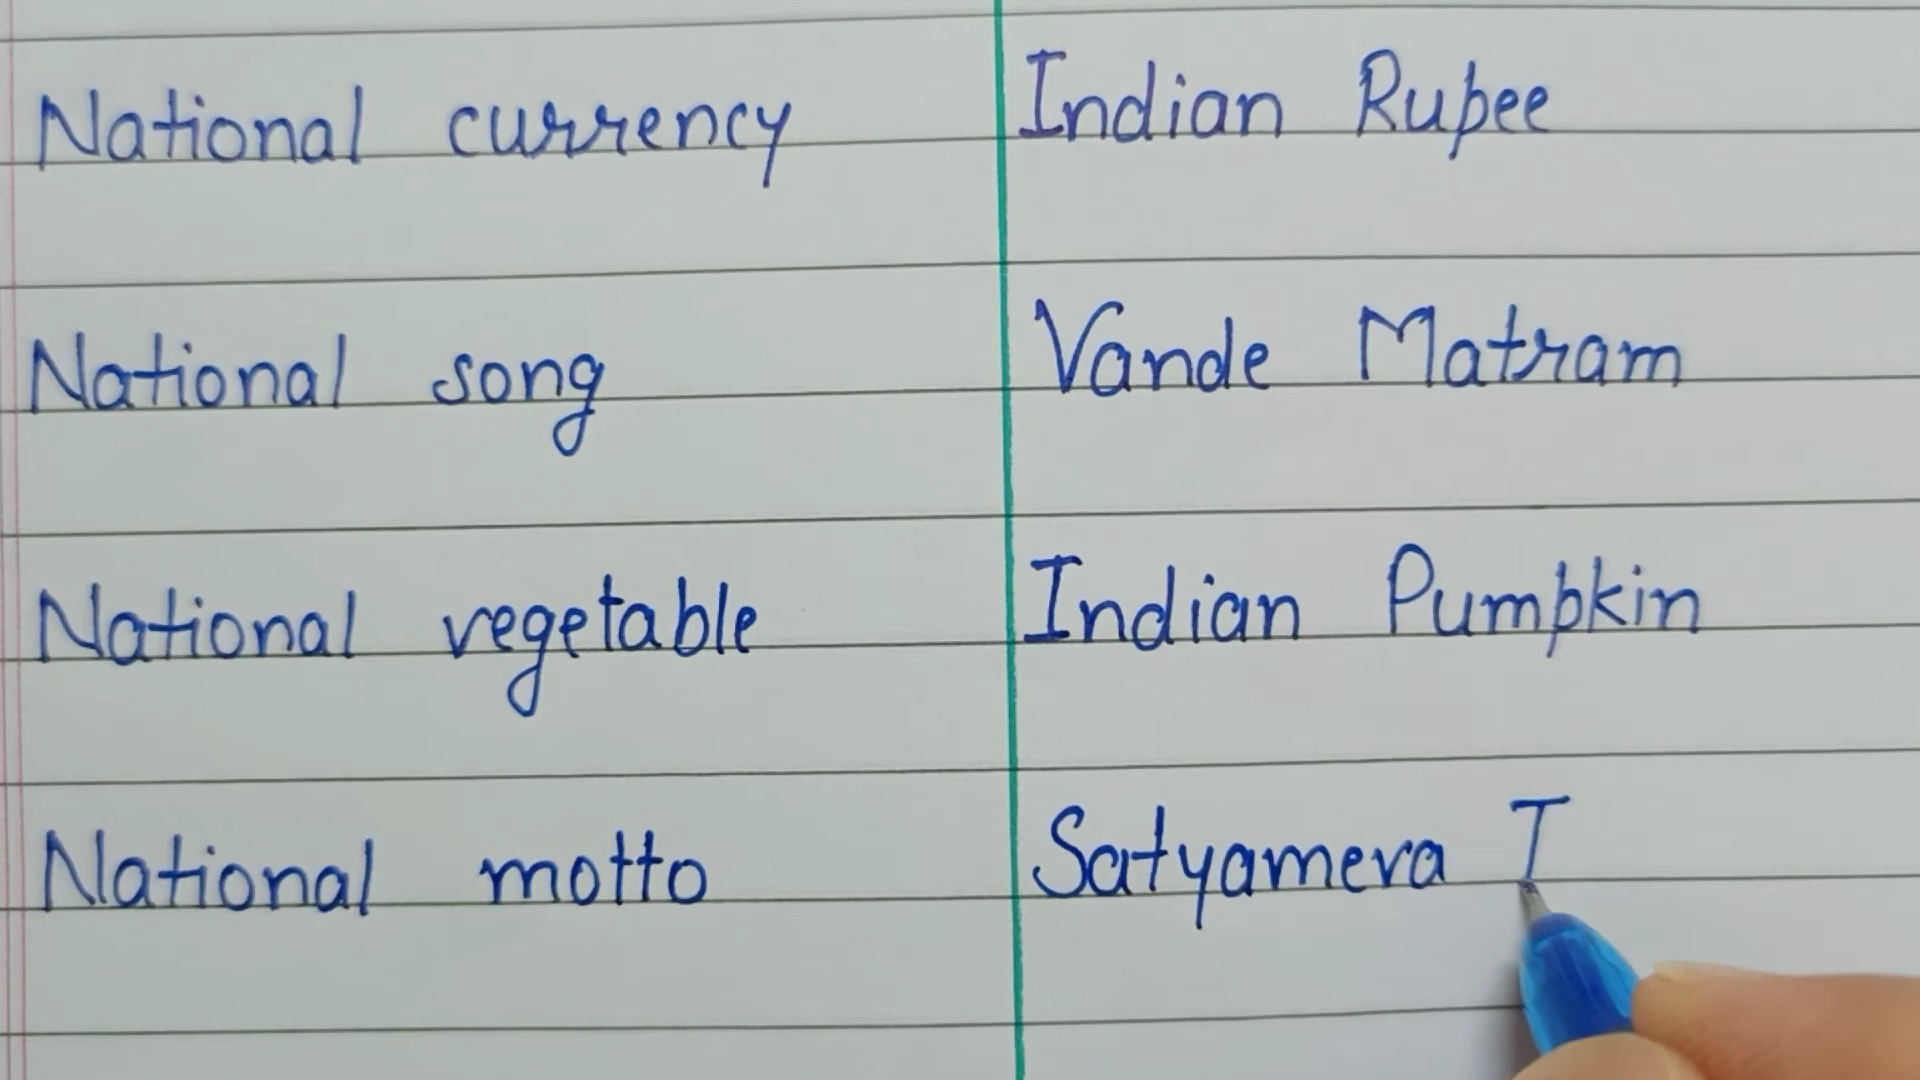 National currency Indian Rupee
National song Vande Matram
National vegetable Indian Pumpkin
National motto Satyameva